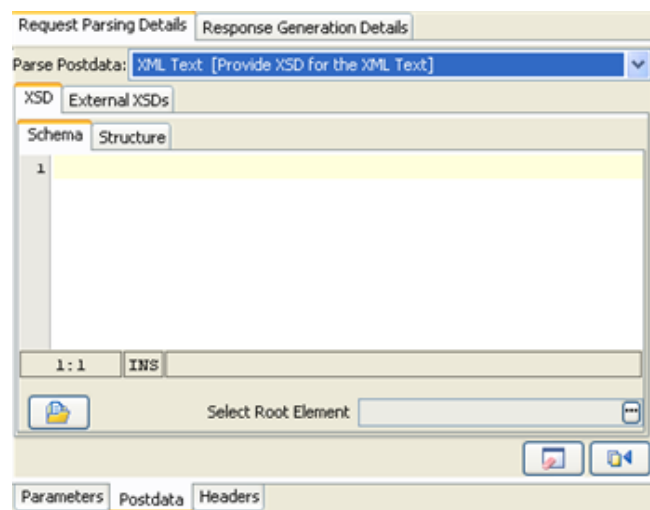 Request Parsing Details Response Generation Details
Parse Postdata: XML Text [Provide XSD for the XML Text]
XSD External XSDs
Schema Structure
1
1:1 INS
Select Root Element
Parameters Postdata Headers